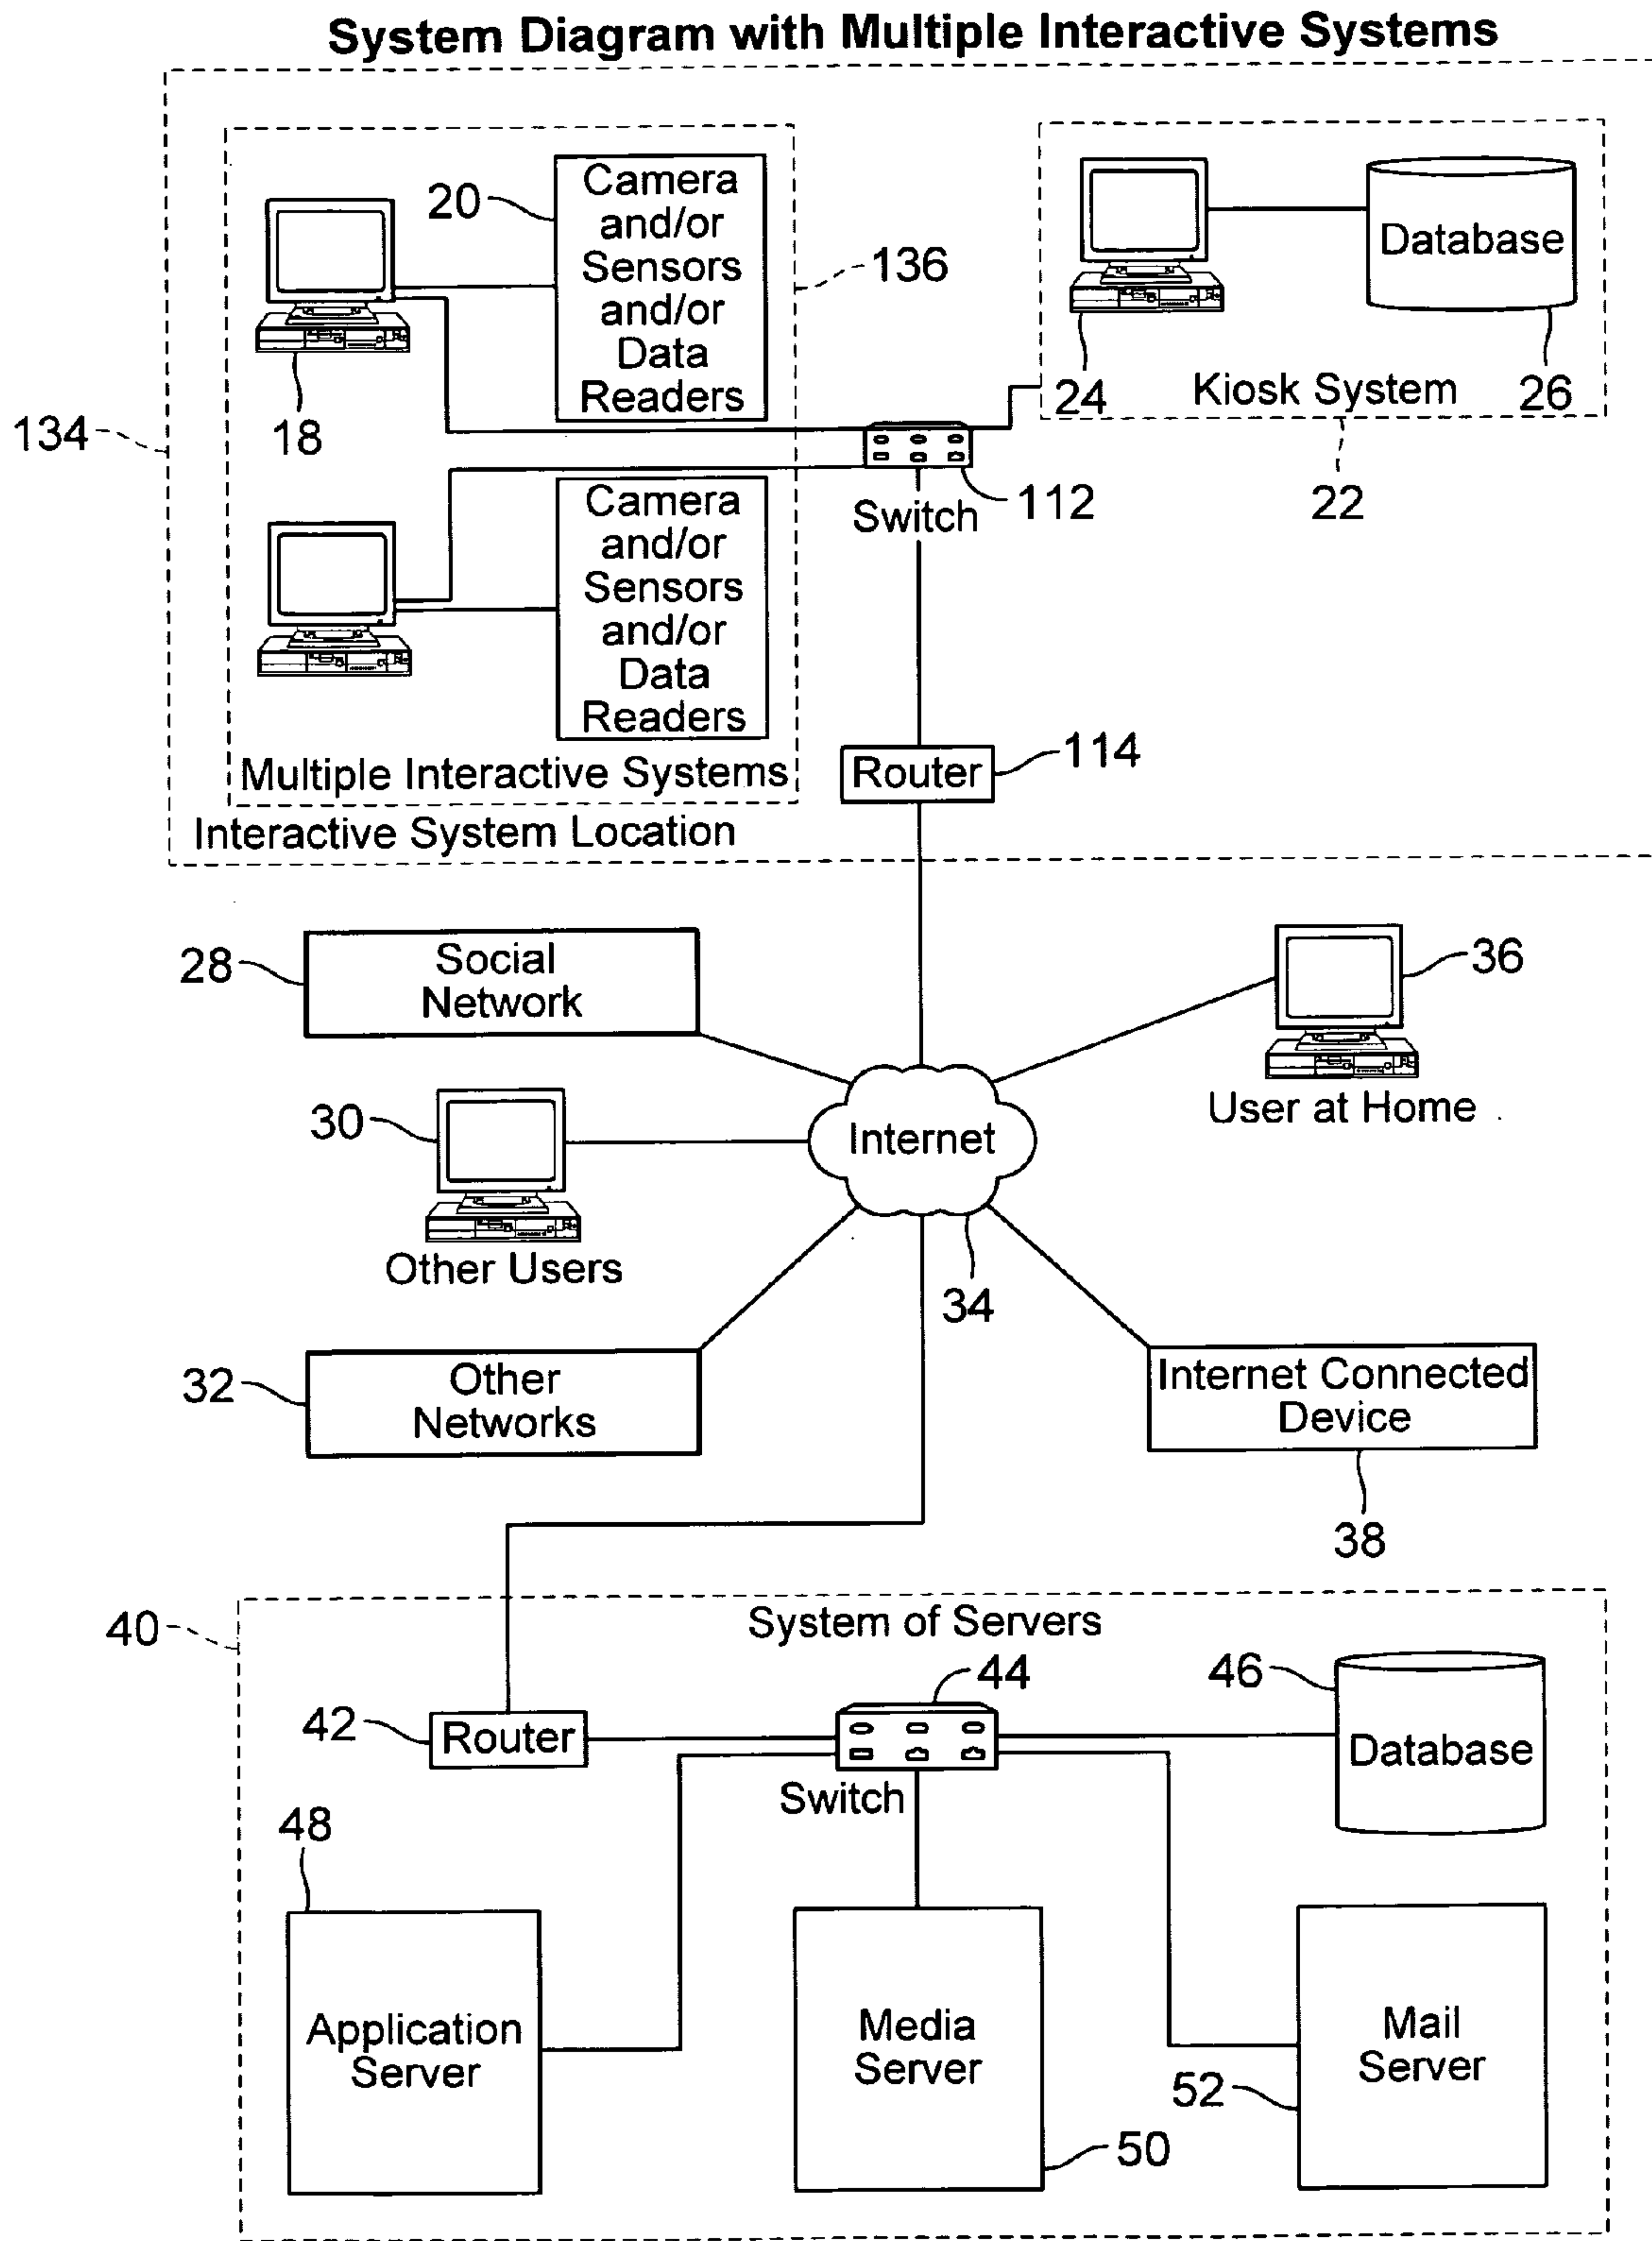 System Diagram with Multiple Interactive Systems
20
Camera
and/or
Sensors
and/or
Data
Readers
136
18
134
Database
24
Kiosk System
26
22
Switch
112
Camera
and/or
Sensors
and/or
Data
Readers
Multiple Interactive Systems
Router
114
Interactive System Location
28
Social
Network
36
User at Home
30
Other Users
Internet
34
32
Other
Networks
Internet Connected
Device
38
40
System of Servers
44
46
42
Router
Switch
Database
48
Application
Server
Media
Server
50
Mail
Server
52